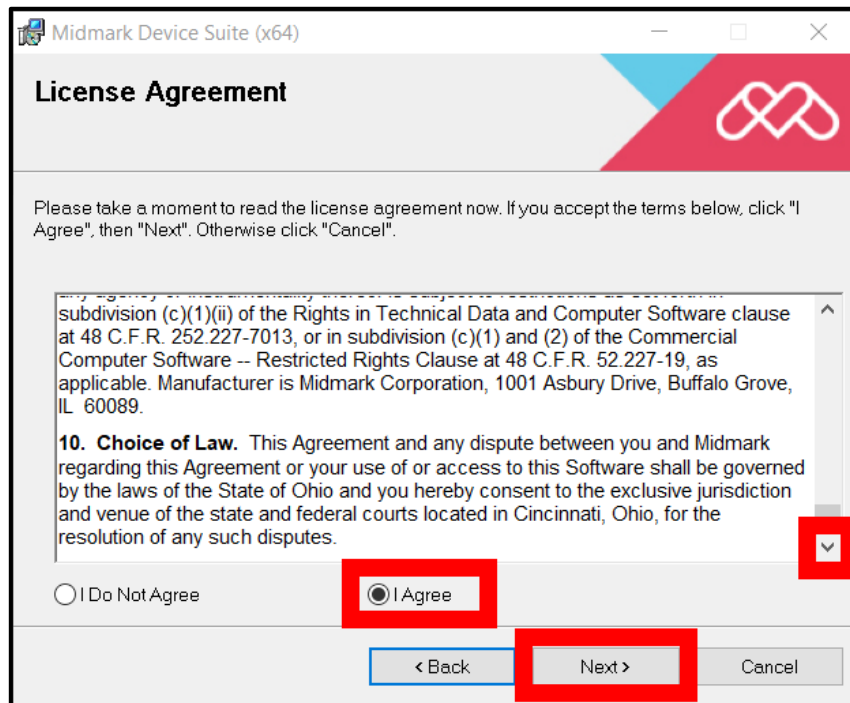 Midmark Device Suite (x64)
License Agreement
Please take a moment to read the license agreement now. If you accept the terms below, click "I
Agree", then "Next". Otherwise click "Cancel".
subdivision (c)(1)(ii) of the Rights in Technical Data and Computer Software clause
at 48 C.F.R. 252.227-7013, or in subdivision (c)(1) and (2) of the Commercial
Computer Software -- Restricted Rights Clause at 48 C.F.R. 52.227-19, as
applicable. Manufacturer is Midmark Corporation, 1001 Asbury Drive, Buffalo Grove,
IL 60089.
10. Choice of Law. This Agreement and any dispute between you and Midmark
regarding this Agreement or your use of or access to this Software shall be governed
by the laws of the State of Ohio and you hereby consent to the exclusive jurisdiction
and venue of the state and federal courts located in Cincinnati, Ohio, for the
resolution of any such disputes.
I Do Not Agree
I Agree
< Back
Next >
Cancel